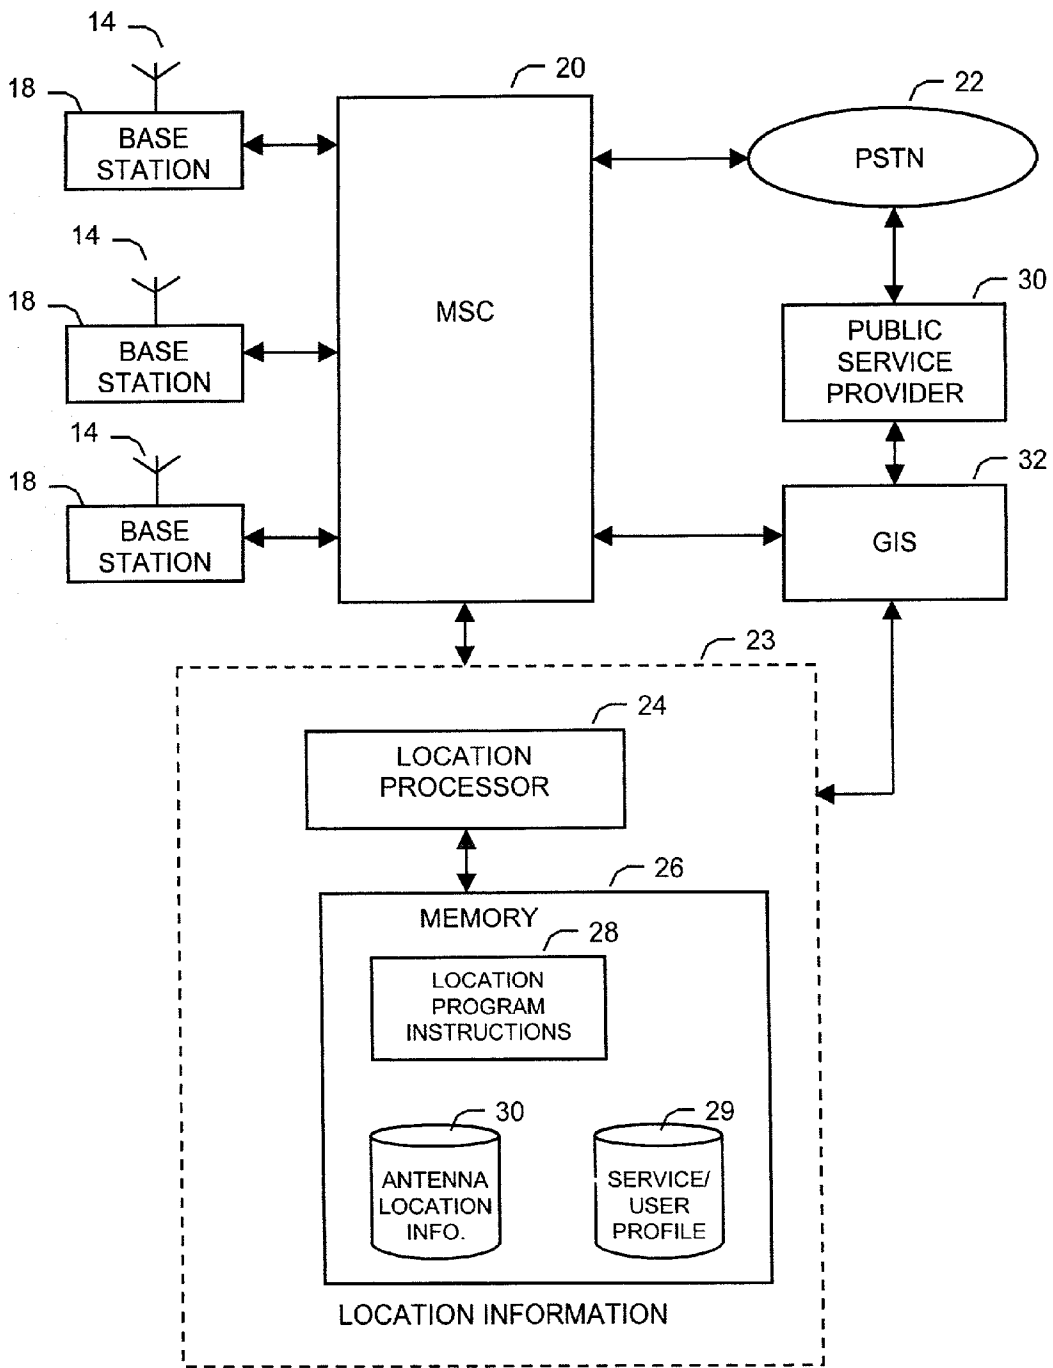 14
20
18
BASE
STATION
22
PSTN
14
18
BASE
STATION
MSC
30
PUBLIC
SERVICE
PROVIDER
14
18
BASE
STATION
32
GIS
23
24
LOCATION
PROCESSOR
26
MEMORY
28
LOCATION
PROGRAM
INSTRUCTIONS
30
ANTENNA
LOCATION
INFO.
29
SERVICE/
USER
PROFILE
LOCATION INFORMATION